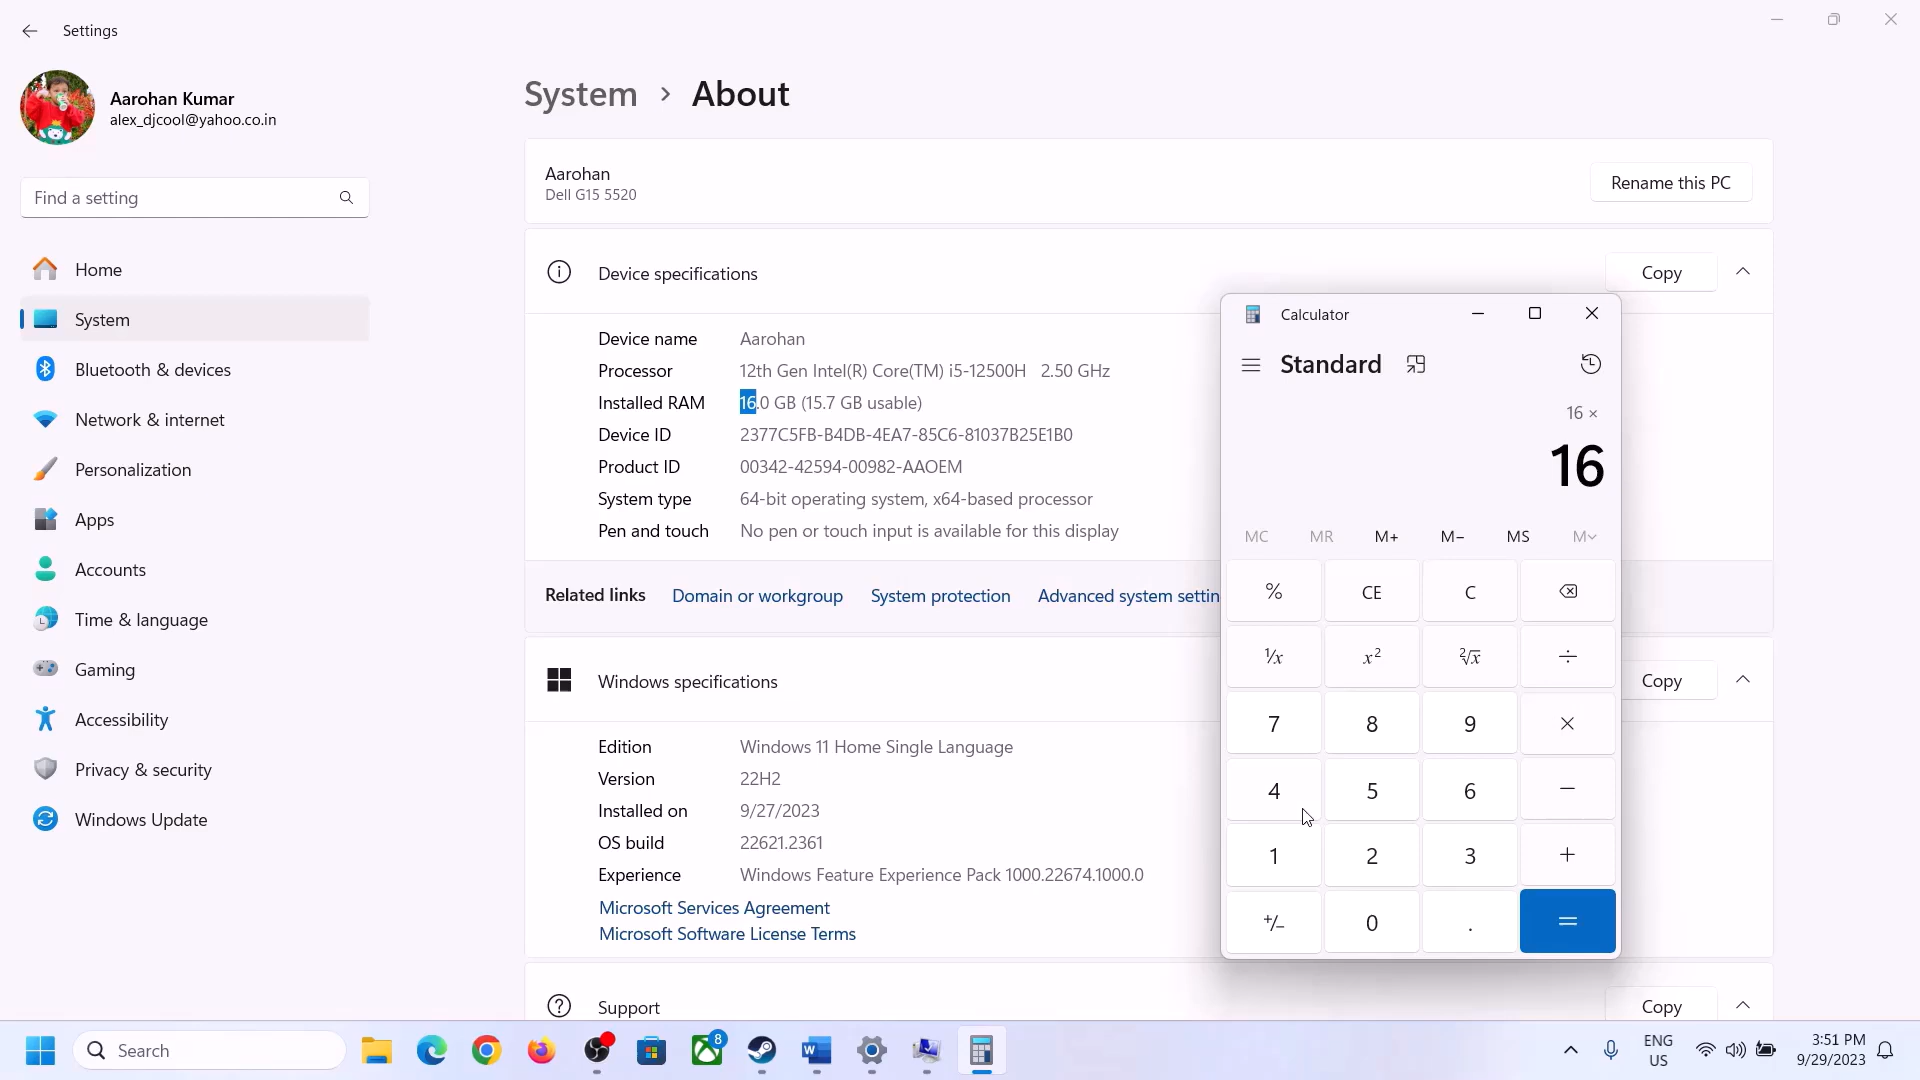 Settings
Aarohan Kumar
alex_djcool@yahoo.co.in
Find a setting
Home
System
Bluetooth & devices
Network & internet
Personalization
Apps
Accounts
Time & language
Gaming
Accessibility
Privacy & security
Windows Update
System › About
Aarohan
Dell G15 5520
Rename this PC
Device specifications
Copy
Device name Aarohan
Processor 12th Gen Intel(R) Core(TM) i5-12500H 2.50 GHz
Installed RAM 16.0 GB (15.7 GB usable)
Device ID 2377C5FB-B4DB-4EA7-85C6-81037B25E1B0
Product ID 00342-42594-00982-AAOEM
System type 64-bit operating system, x64-based processor
Pen and touch No pen or touch input is available for this display
Related links Domain or workgroup System protection Advanced system settin
Windows specifications
Copy
Edition Windows 11 Home Single Language
Version 22H2
Installed on 9/27/2023
OS build 22621.2361
Experience Windows Feature Experience Pack 1000.22674.1000.0
Microsoft Services Agreement
Microsoft Software License Terms
Support
Copy
Calculator
Standard
16 ×
16
MC MR M+ M− MS M
% CE C
⅟x x² ²√x ÷
7 8 9 ×
4 5 6 −
1 2 3 +
+/− 0 . =
Search
8
W
ENG
US
3:51 PM
9/29/2023